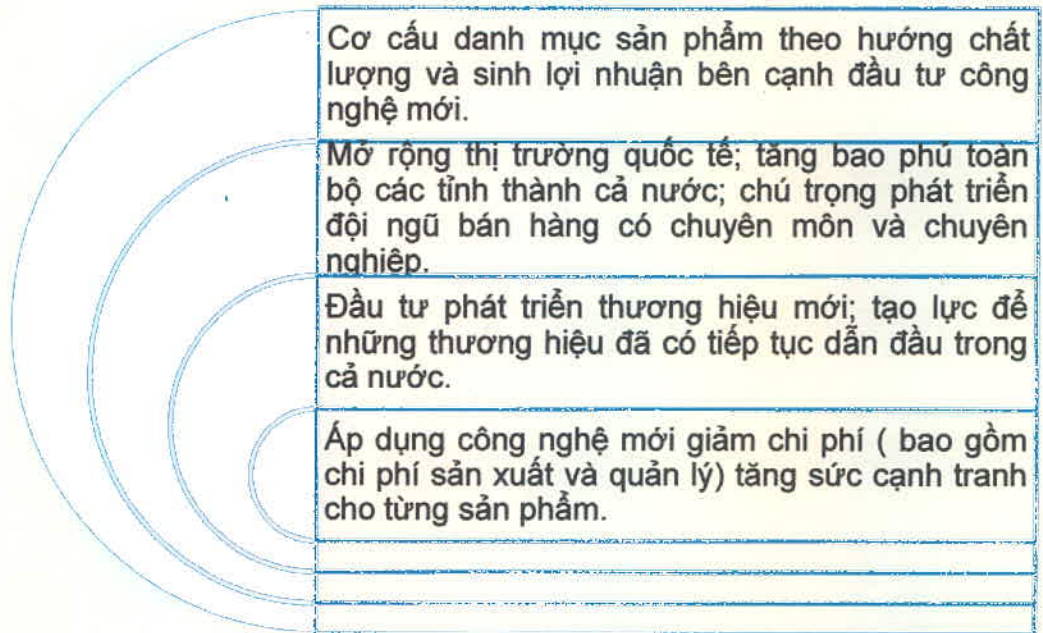 Cơ cấu danh mục sản phẩm theo hướng chất
lượng và sinh lợi nhuận bên cạnh đầu tư công
nghệ mới.
Mở rộng thị trường quốc tế; tăng bao phủ toàn
bộ các tỉnh thành cả nước; chú trọng phát triển
đội ngũ bán hàng có chuyên môn và chuyên
nghiệp.
Đầu tư phát triển thương hiệu mới; tạo lực để
những thương hiệu đã có tiếp tục dẫn đầu trong
cả nước.
Áp dụng công nghệ mới giảm chi phí ( bao gồm
chi phí sản xuất và quản lý) tăng sức cạnh tranh
cho từng sản phẩm.